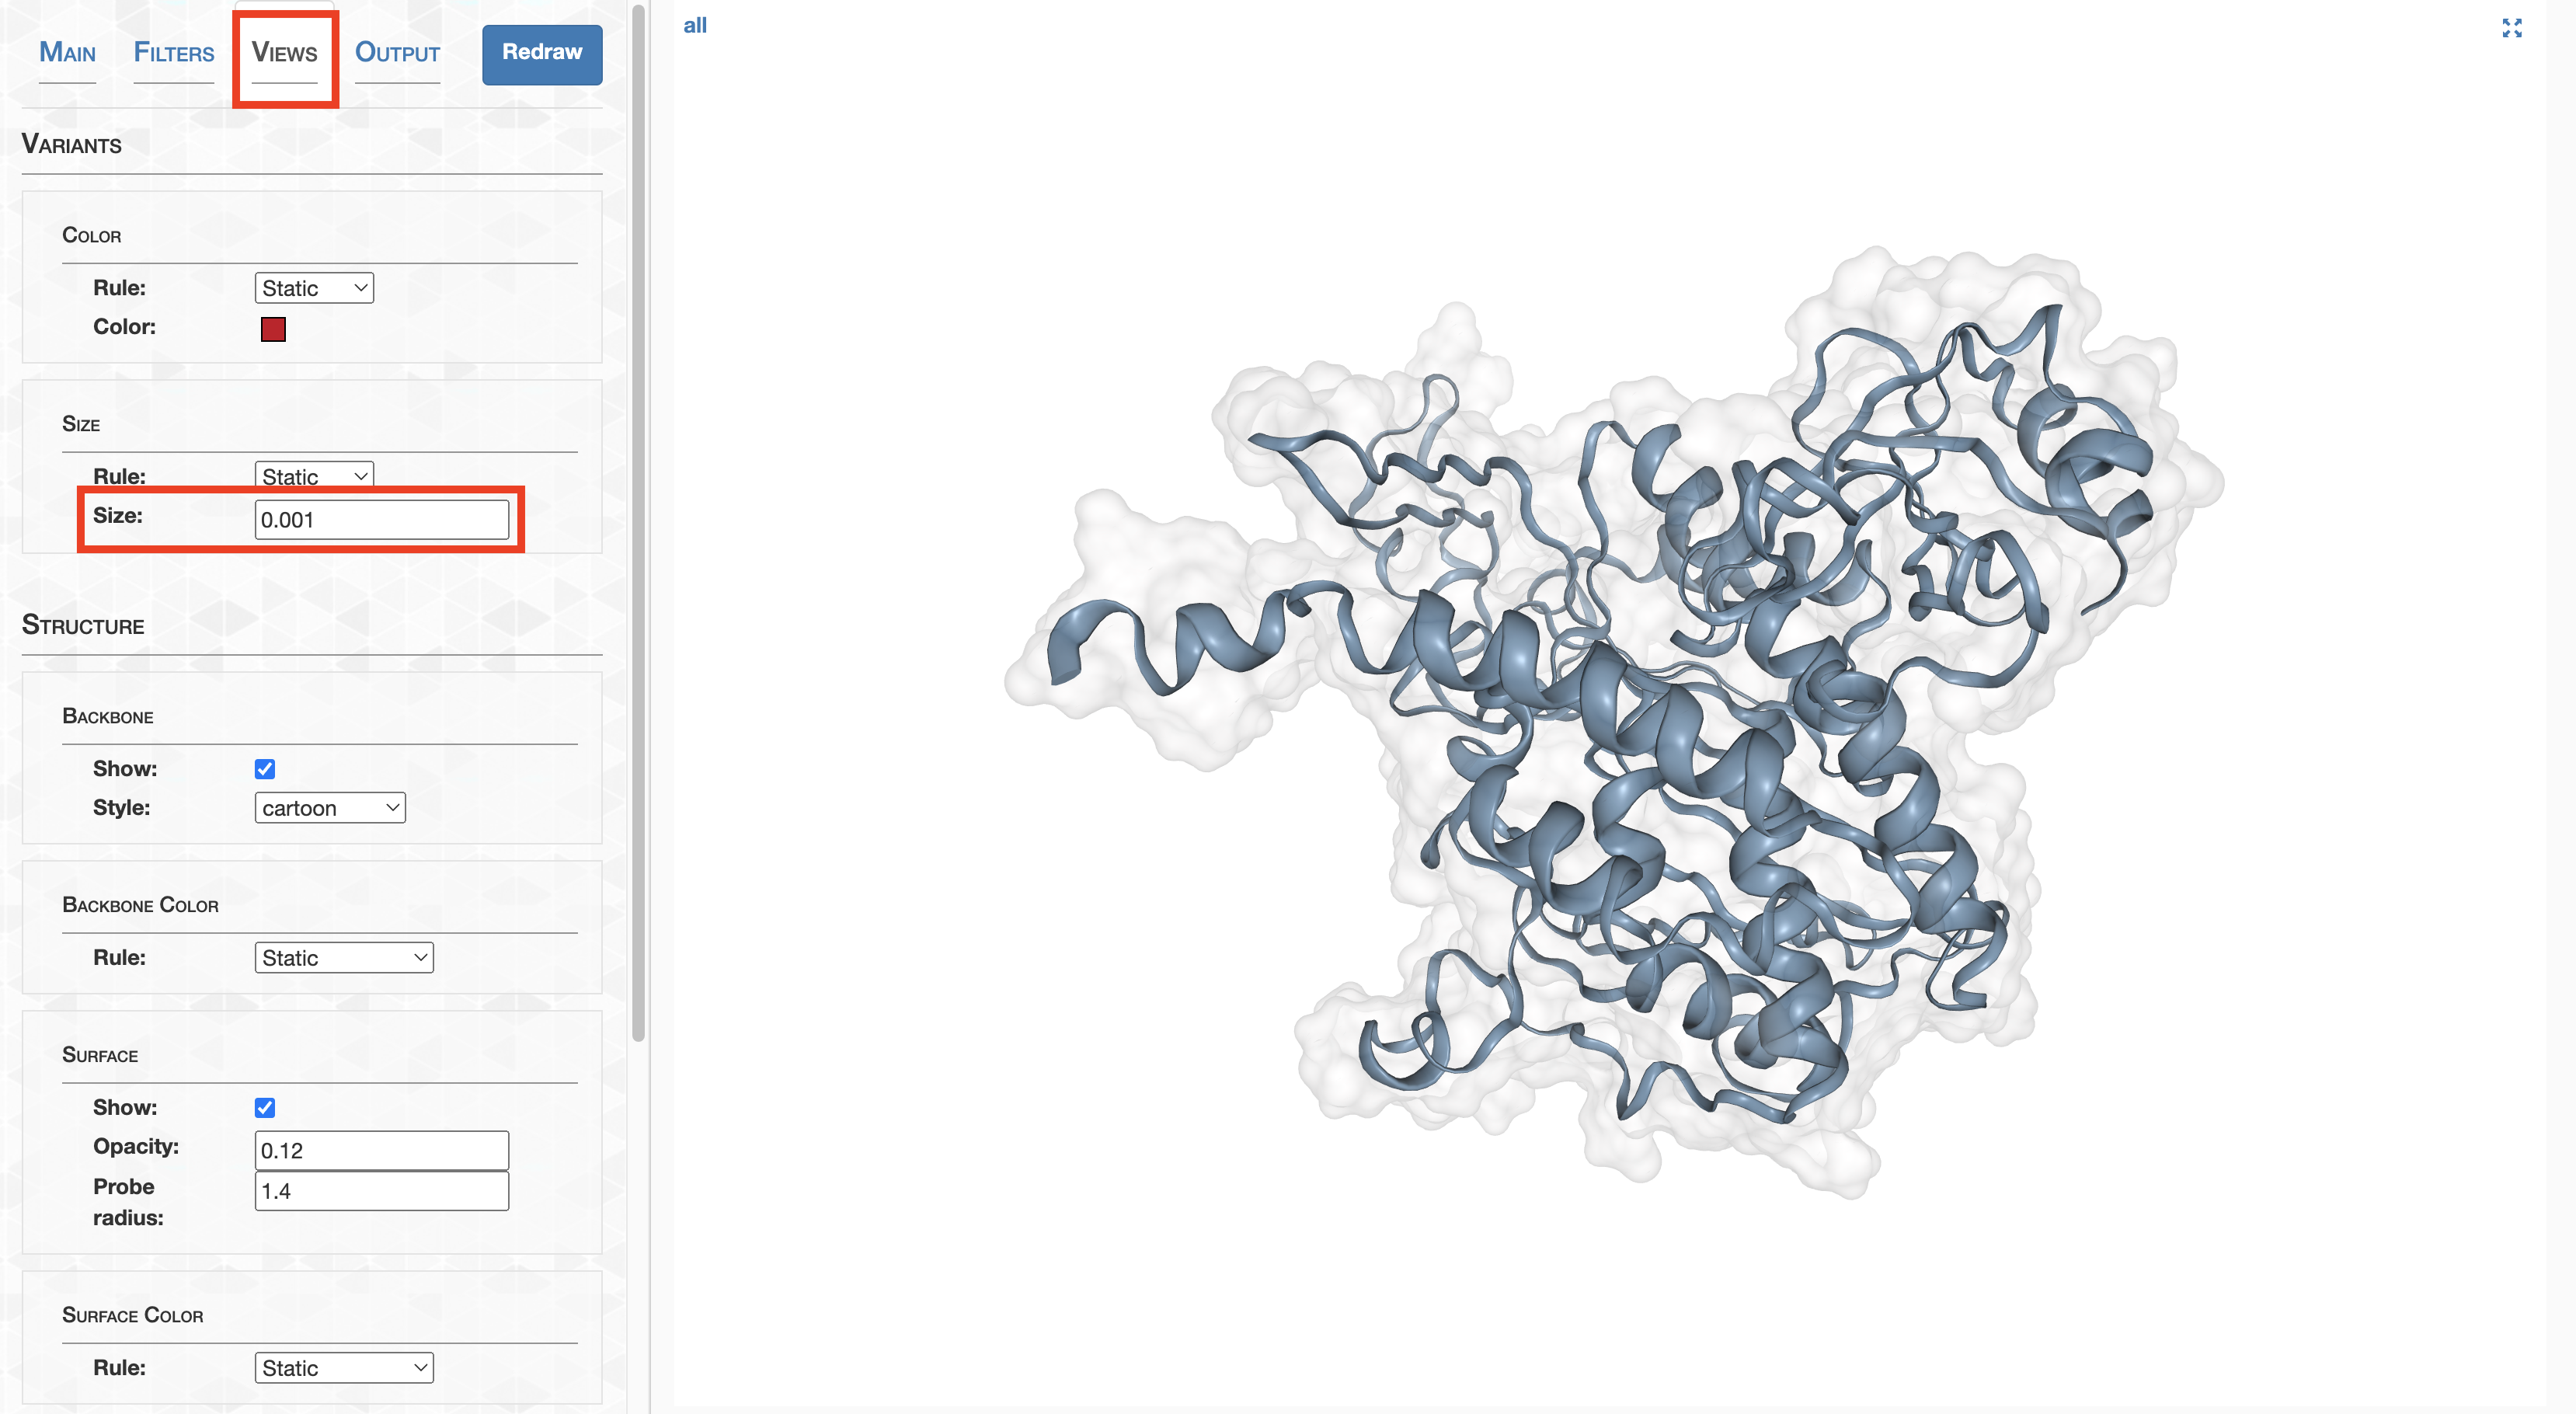 Main Filters Views Output Redraw
all
Variants
Color
Rule: Static
Color:
Size
Rule: Static
Size: 0.001
Structure
Backbone
Show:
Style: cartoon
Backbone Color
Rule: Static
Surface
Show:
Opacity: 0.12
Probe radius: 1.4
Surface Color
Rule: Static